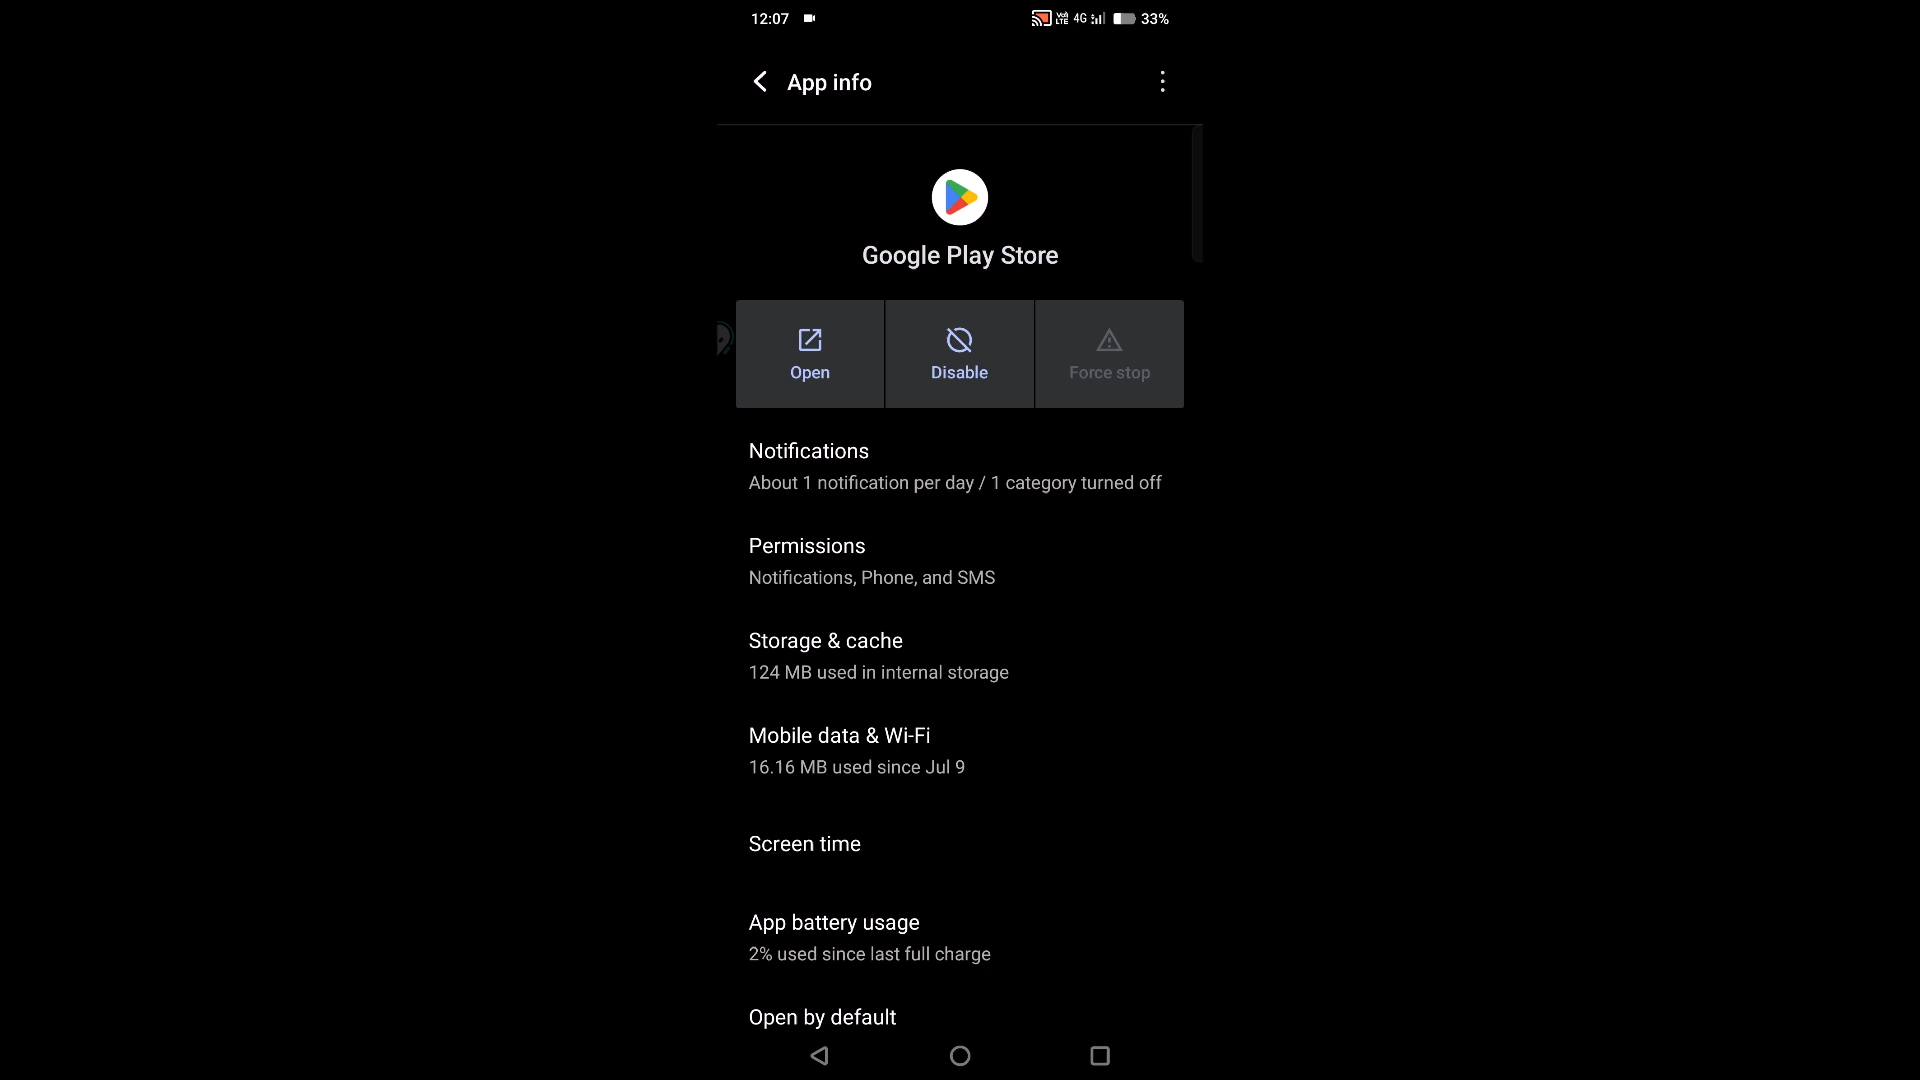 12:07 Vo) LTE 4G 33%
App info
Google Play Store
Open Disable Force stop
Notifications
About 1 notification per day / 1 category turned off
Permissions
Notifications, Phone, and SMS
Storage & cache
124 MB used in internal storage
Mobile data & Wi-Fi
16.16 MB used since Jul 9
Screen time
App battery usage
2% used since last full charge
Open by default